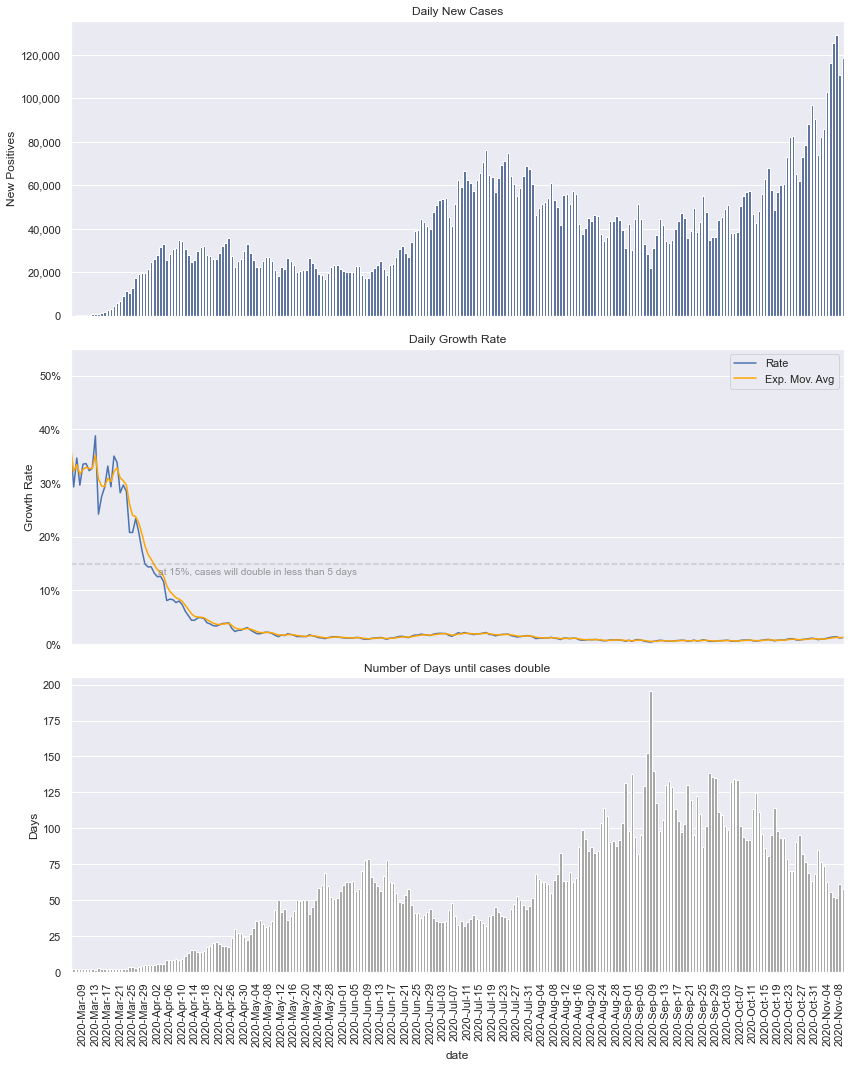 Daily New Cases
120,000
100,000
80,000
60,000
40,000
20,000
0
New Positives
Daily Growth Rate
50%
40%
30%
20%
10%
0%
Growth Rate
Rate
Exp. Mov. Avg
at 15%, cases will double in less than 5 days
Number of Days until cases double
200
175
150
125
100
75
50
25
0
Days
2020-Mar-09
2020-Mar-13
2020-Mar-17
2020-Mar-21
2020-Mar-25
2020-Mar-29
2020-Apr-02
2020-Apr-06
2020-Apr-10
2020-Apr-14
2020-Apr-18
2020-Apr-22
2020-Apr-26
2020-Apr-30
2020-May-04
2020-May-08
2020-May-12
2020-May-16
2020-May-20
2020-May-24
2020-May-28
2020-Jun-01
2020-Jun-05
2020-Jun-09
2020-Jun-13
2020-Jun-17
2020-Jun-21
2020-Jun-25
2020-Jun-29
2020-Jul-03
2020-Jul-07
2020-Jul-11
2020-Jul-15
2020-Jul-19
2020-Jul-23
2020-Jul-27
2020-Jul-31
2020-Aug-04
2020-Aug-08
2020-Aug-12
2020-Aug-16
2020-Aug-20
2020-Aug-24
2020-Aug-28
2020-Sep-01
2020-Sep-05
2020-Sep-09
2020-Sep-13
2020-Sep-17
2020-Sep-21
2020-Sep-25
2020-Sep-29
2020-Oct-03
2020-Oct-07
2020-Oct-11
2020-Oct-15
2020-Oct-19
2020-Oct-23
2020-Oct-27
2020-Oct-31
2020-Nov-04
2020-Nov-08
date